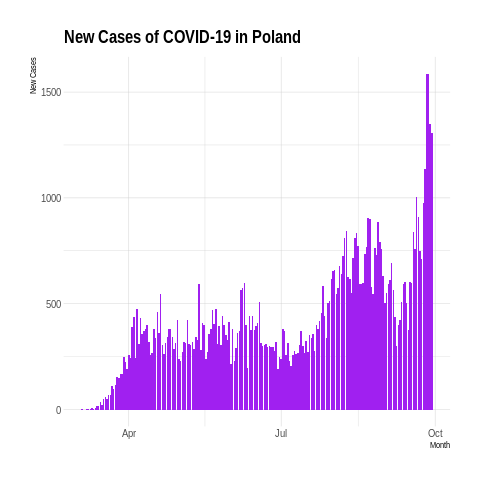 New Cases of COVID-19 in Poland
New Cases
1500
1000
500
0
Apr
Jul
Oct
Month